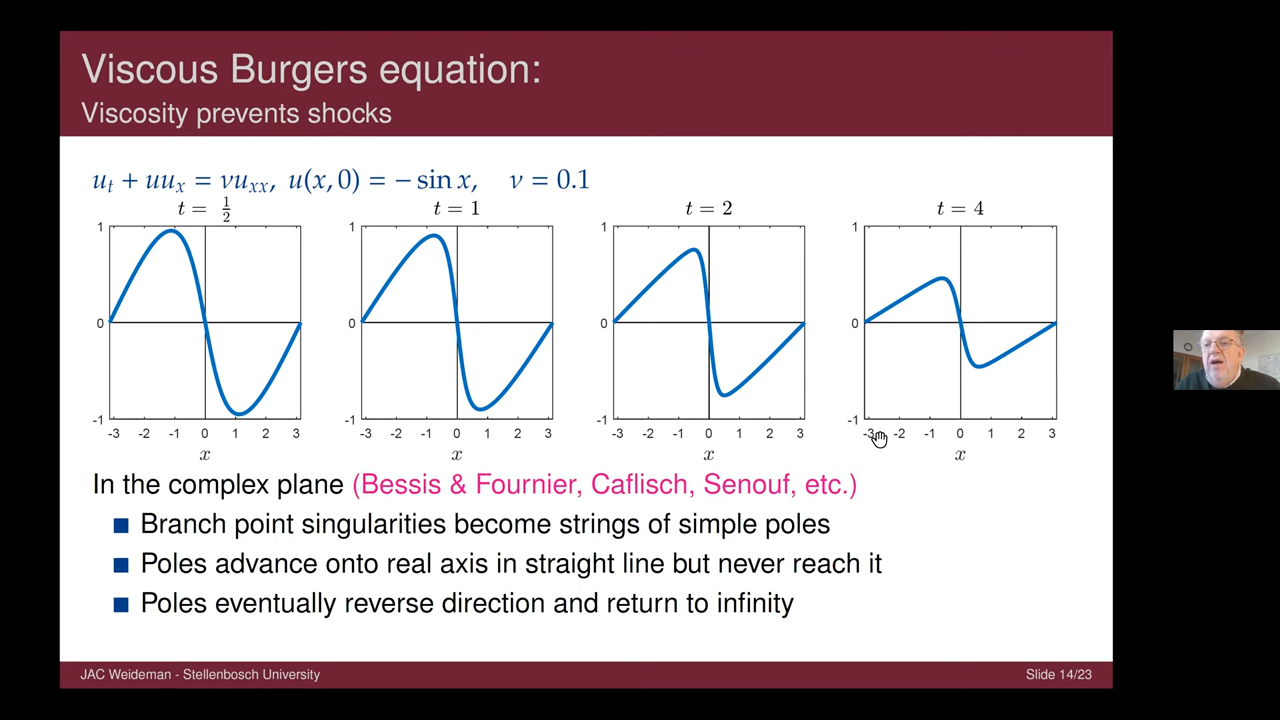 Viscous Burgers equation:
Viscosity prevents shocks
u_t + uu_x = νu_xx, u(x,0) = − sin x, ν = 0.1
t = 1/2 t = 1 t = 2 t = 4
1 1 1 1
0 0 0 0
-1 -1 -1 -1
-3 -2 -1 0 1 2 3 -3 -2 -1 0 1 2 3 -3 -2 -1 0 1 2 3 -3 -2 -1 0 1 2 3
x x x x
In the complex plane (Bessis & Fournier, Caflisch, Senouf, etc.)
Branch point singularities become strings of simple poles
Poles advance onto real axis in straight line but never reach it
Poles eventually reverse direction and return to infinity
JAC Weideman - Stellenbosch University Slide 14/23